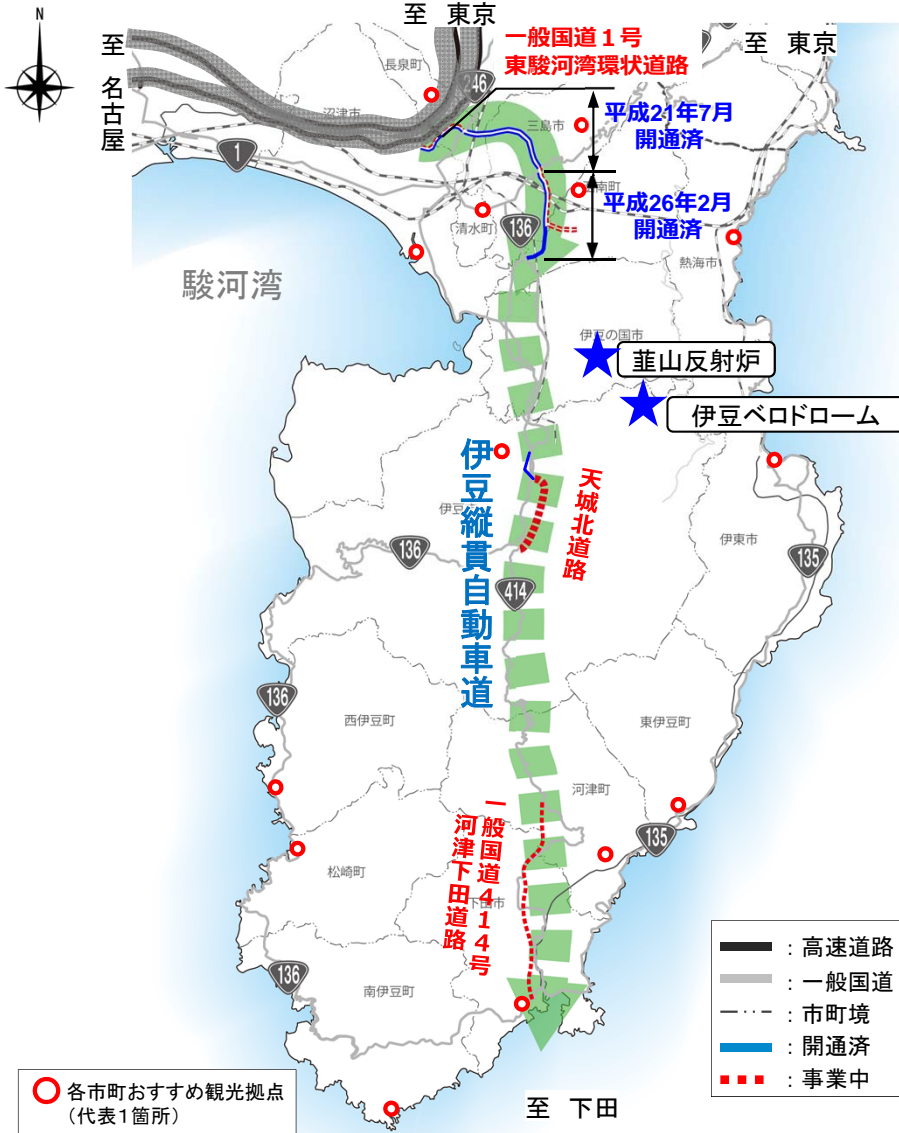 N
至 東京
至 名古屋
長泉町
一般国道１号
東駿河湾環状道路
至 東京
246
沼津市
三島市
平成21年7月
開通済
1
平成26年2月
開通済
清水町
136
熱海市
駿河湾
伊豆の国市
韮山反射炉
伊豆ベロドローム
伊豆縦貫自動車道
天城北道路
136
伊東市
135
414
136
西伊豆町
東伊豆町
河津町
一般国道４１４号
河津下田道路
135
松崎町
下田市
136
南伊豆町
至 下田
：高速道路
：一般国道
：市町境
：開通済
：事業中
各市町おすすめ観光拠点
（代表1箇所）